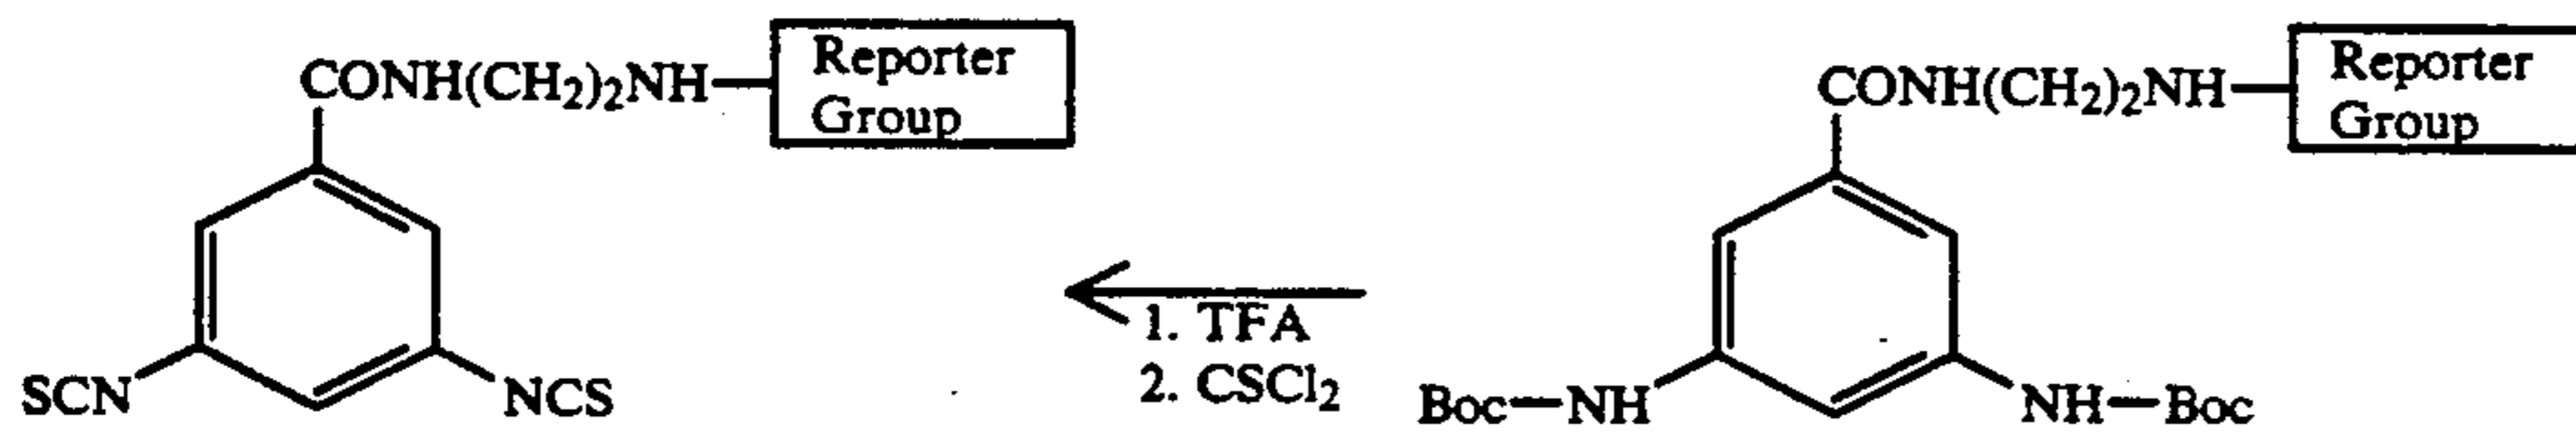 CONH(CH₂)₂NH—Reporter Group
SCN
NCS
1. TFA
2. CSCl₂
CONH(CH₂)₂NH—Reporter Group
Boc—NH
NH—Boc